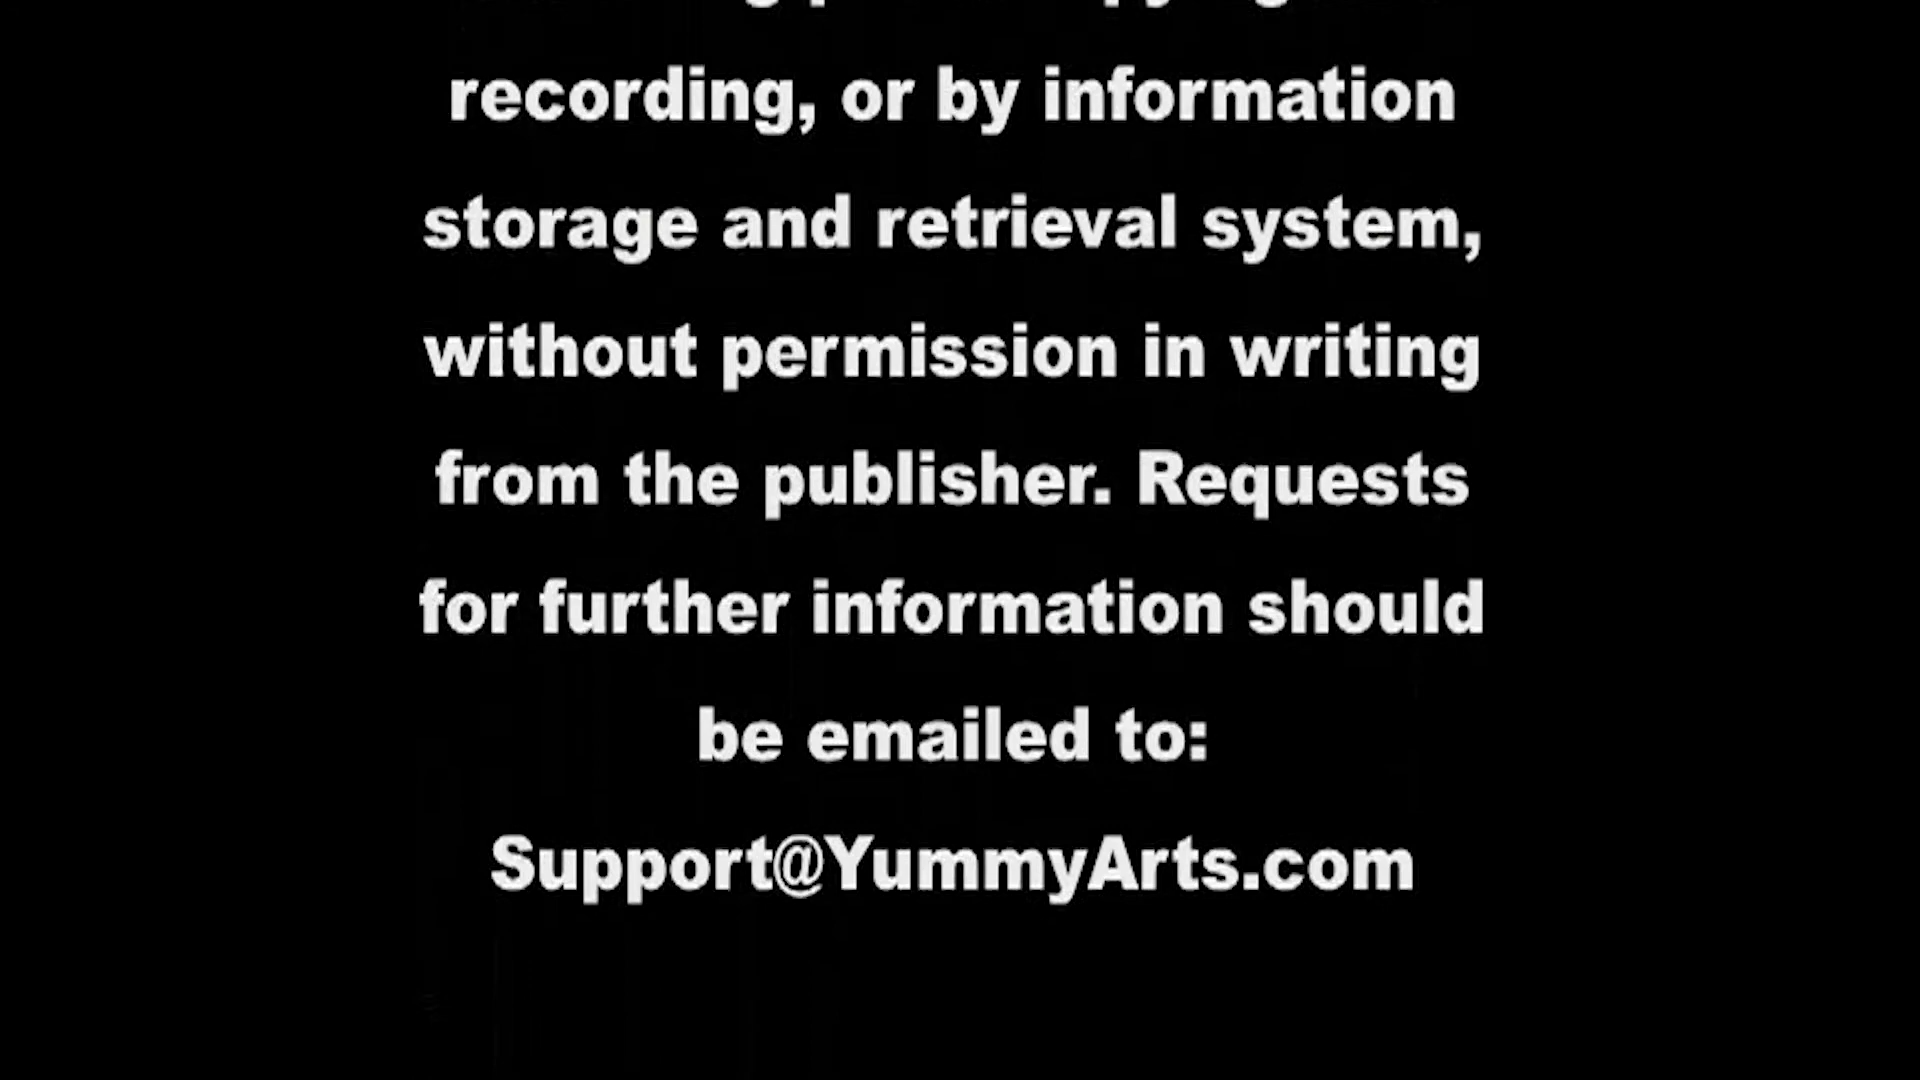 recording, or by information
storage and retrieval system,
without permission in writing
from the publisher. Requests
for further information should
be emailed to:
Support@YummyArts.com